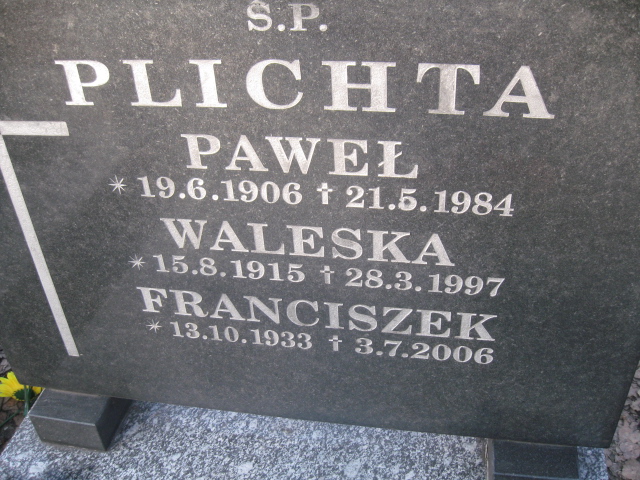 Ś.P.
PLICHTA
PAWEŁ
* 19.6.1906 † 21.5.1984
WALESKA
* 15.8.1915 † 28.3.1997
FRANCISZEK
* 13.10.1933 † 3.7.2006